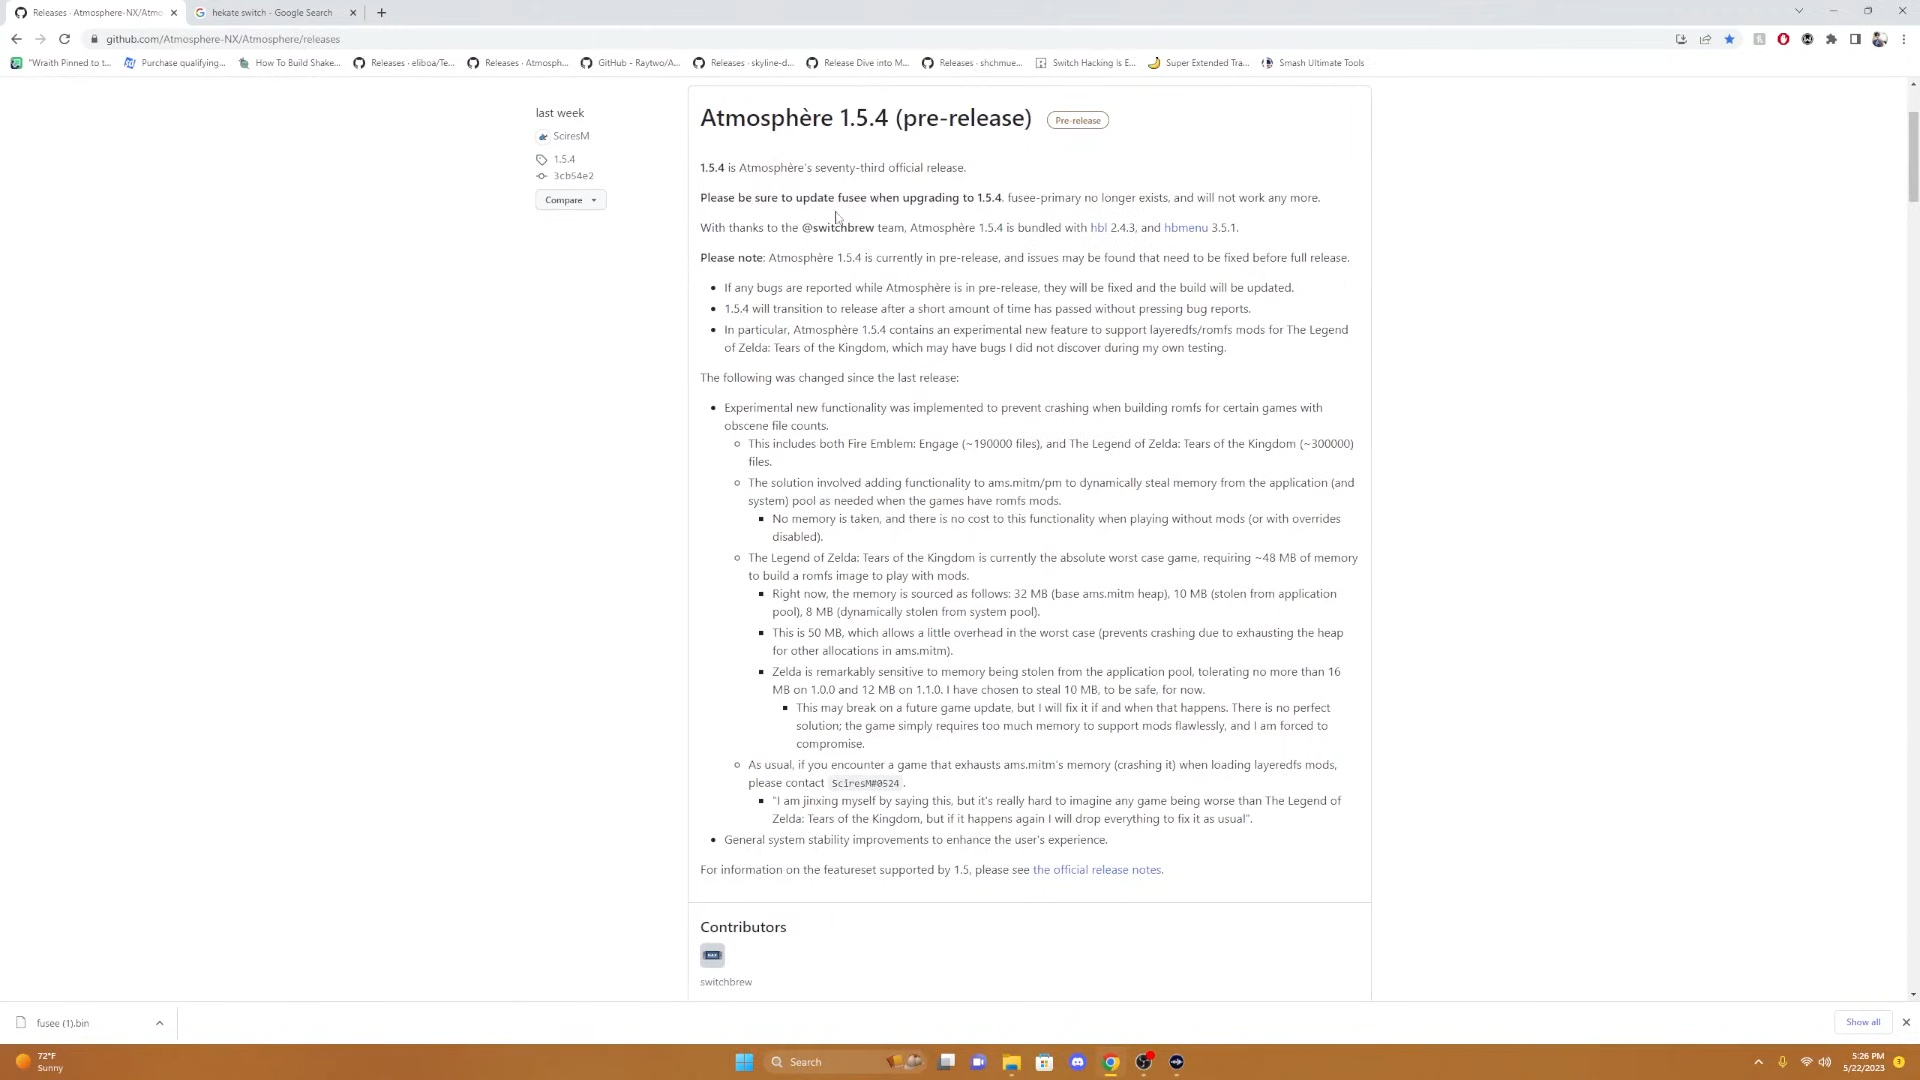 Releases · Atmosphere-NX/Atmo
hekate switch - Google Search
github.com/Atmosphere-NX/Atmosphere/releases
"Wraith Pinned to t...
Purchase qualifying...
How To Build Shake...
Releases · eliboa/Te...
Releases · Atmosph...
GitHub - Raytwo/A...
Releases · skyline-d...
Release Dive into M...
Releases · shchmue...
Switch Hacking Is E...
Super Extended Tra...
Smash Ultimate Tools
last week
SciresM
1.5.4
3cb54e2
Compare
Atmosphère 1.5.4 (pre-release)
Pre-release
1.5.4 is Atmosphère's seventy-third official release.
Please be sure to update fusee when upgrading to 1.5.4. fusee-primary no longer exists, and will not work any more.
With thanks to the @switchbrew team, Atmosphère 1.5.4 is bundled with hbl 2.4.3, and hbmenu 3.5.1.
Please note: Atmosphère 1.5.4 is currently in pre-release, and issues may be found that need to be fixed before full release.
If any bugs are reported while Atmosphère is in pre-release, they will be fixed and the build will be updated.
1.5.4 will transition to release after a short amount of time has passed without pressing bug reports.
In particular, Atmosphère 1.5.4 contains an experimental new feature to support layeredfs/romfs mods for The Legend
of Zelda: Tears of the Kingdom, which may have bugs I did not discover during my own testing.
The following was changed since the last release:
Experimental new functionality was implemented to prevent crashing when building romfs for certain games with
obscene file counts.
This includes both Fire Emblem: Engage (~190000 files), and The Legend of Zelda: Tears of the Kingdom (~300000)
files.
The solution involved adding functionality to ams.mitm/pm to dynamically steal memory from the application (and
system) pool as needed when the games have romfs mods.
No memory is taken, and there is no cost to this functionality when playing without mods (or with overrides
disabled).
The Legend of Zelda: Tears of the Kingdom is currently the absolute worst case game, requiring ~48 MB of memory
to build a romfs image to play with mods.
Right now, the memory is sourced as follows: 32 MB (base ams.mitm heap), 10 MB (stolen from application
pool), 8 MB (dynamically stolen from system pool).
This is 50 MB, which allows a little overhead in the worst case (prevents crashing due to exhausting the heap
for other allocations in ams.mitm).
Zelda is remarkably sensitive to memory being stolen from the application pool, tolerating no more than 16
MB on 1.0.0 and 12 MB on 1.1.0. I have chosen to steal 10 MB, to be safe, for now.
This may break on a future game update, but I will fix it if and when that happens. There is no perfect
solution; the game simply requires too much memory to support mods flawlessly, and I am forced to
compromise.
As usual, if you encounter a game that exhausts ams.mitm's memory (crashing it) when loading layeredfs mods,
please contact SciresM#0524 .
"I am jinxing myself by saying this, but it's really hard to imagine any game being worse than The Legend of
Zelda: Tears of the Kingdom, but if it happens again I will drop everything to fix it as usual".
General system stability improvements to enhance the user's experience.
For information on the featureset supported by 1.5, please see the official release notes.
Contributors
switchbrew
fusee (1).bin
Show all
72°F
Sunny
Search
5:26 PM
5/22/2023
3